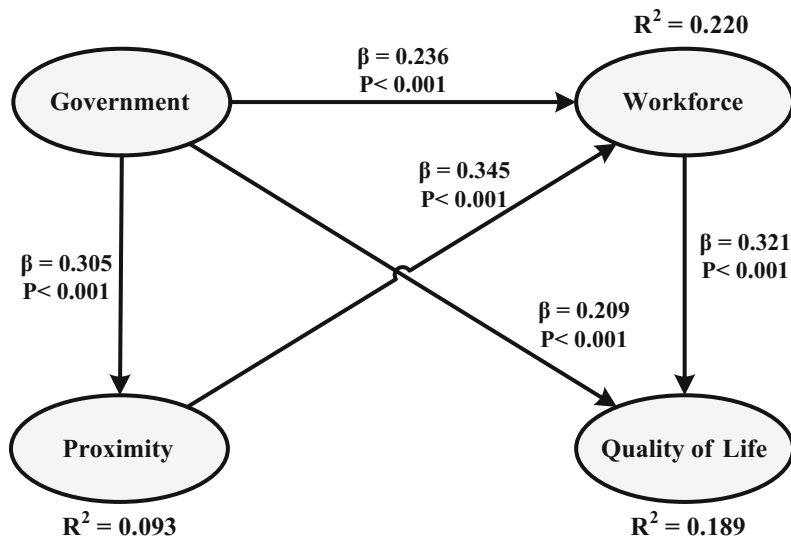 R² = 0.220
β = 0.236
P< 0.001
Government
Workforce
β = 0.345
P< 0.001
β = 0.305
P< 0.001
β = 0.321
P< 0.001
β = 0.209
P< 0.001
Proximity
Quality of Life
R² = 0.093
R² = 0.189